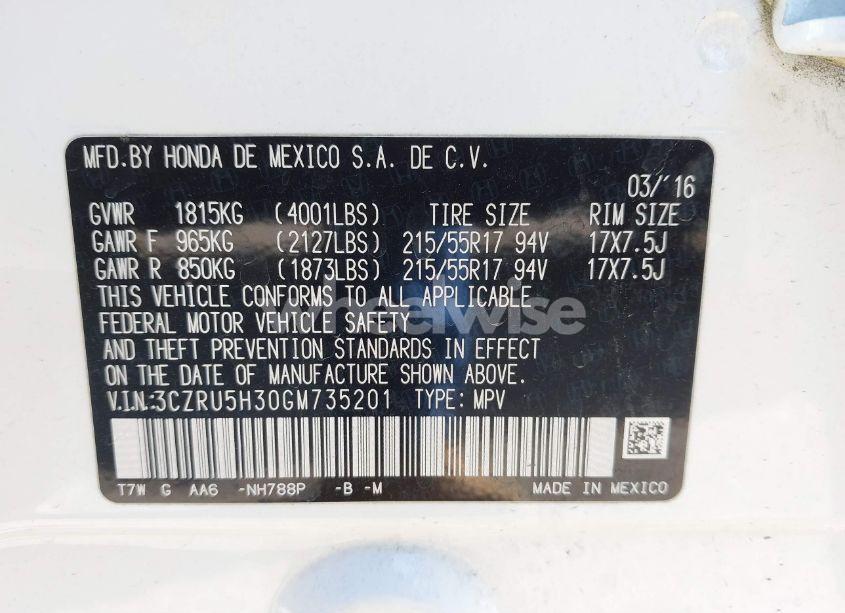 MFD.BY HONDA DE MEXICO S.A. DE C.V.
03/'16
GVWR 1815KG (4001LBS) TIRE SIZE RIM SIZE
GAWR F 965KG (2127LBS) 215/55R17 94V 17X7.5J
GAWR R 850KG (1873LBS) 215/55R17 94V 17X7.5J
THIS VEHICLE CONFORMS TO ALL APPLICABLE
FEDERAL MOTOR VEHICLE SAFETY
AND THEFT PREVENTION STANDARDS IN EFFECT
ON THE DATE OF MANUFACTURE SHOWN ABOVE.
V.I.N:3CZRU5H30GM735201 TYPE: MPV
T7W G AA6 -NH788P -B -M MADE IN MEXICO
wheelwise